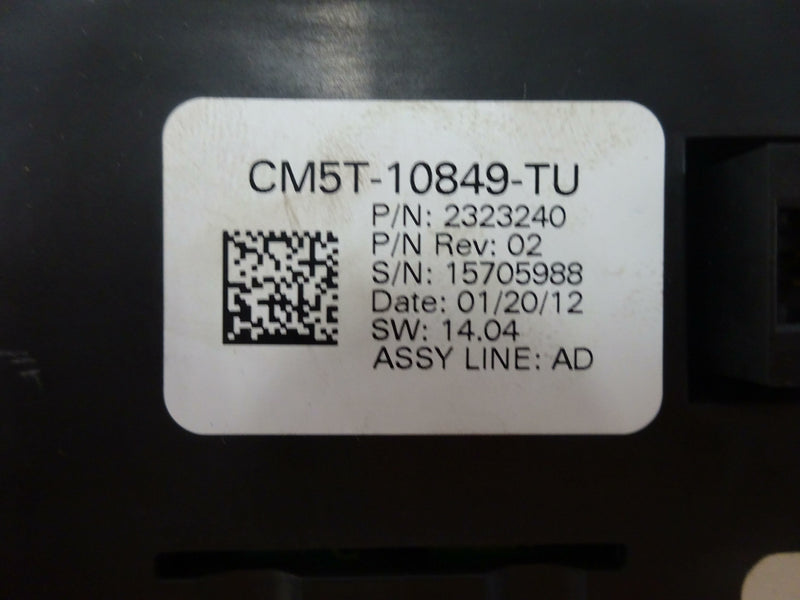 CM5T-10849-TU
P/N: 2323240
P/N Rev: 02
S/N: 15705988
Date: 01/20/12
SW: 14.04
ASSY LINE: AD